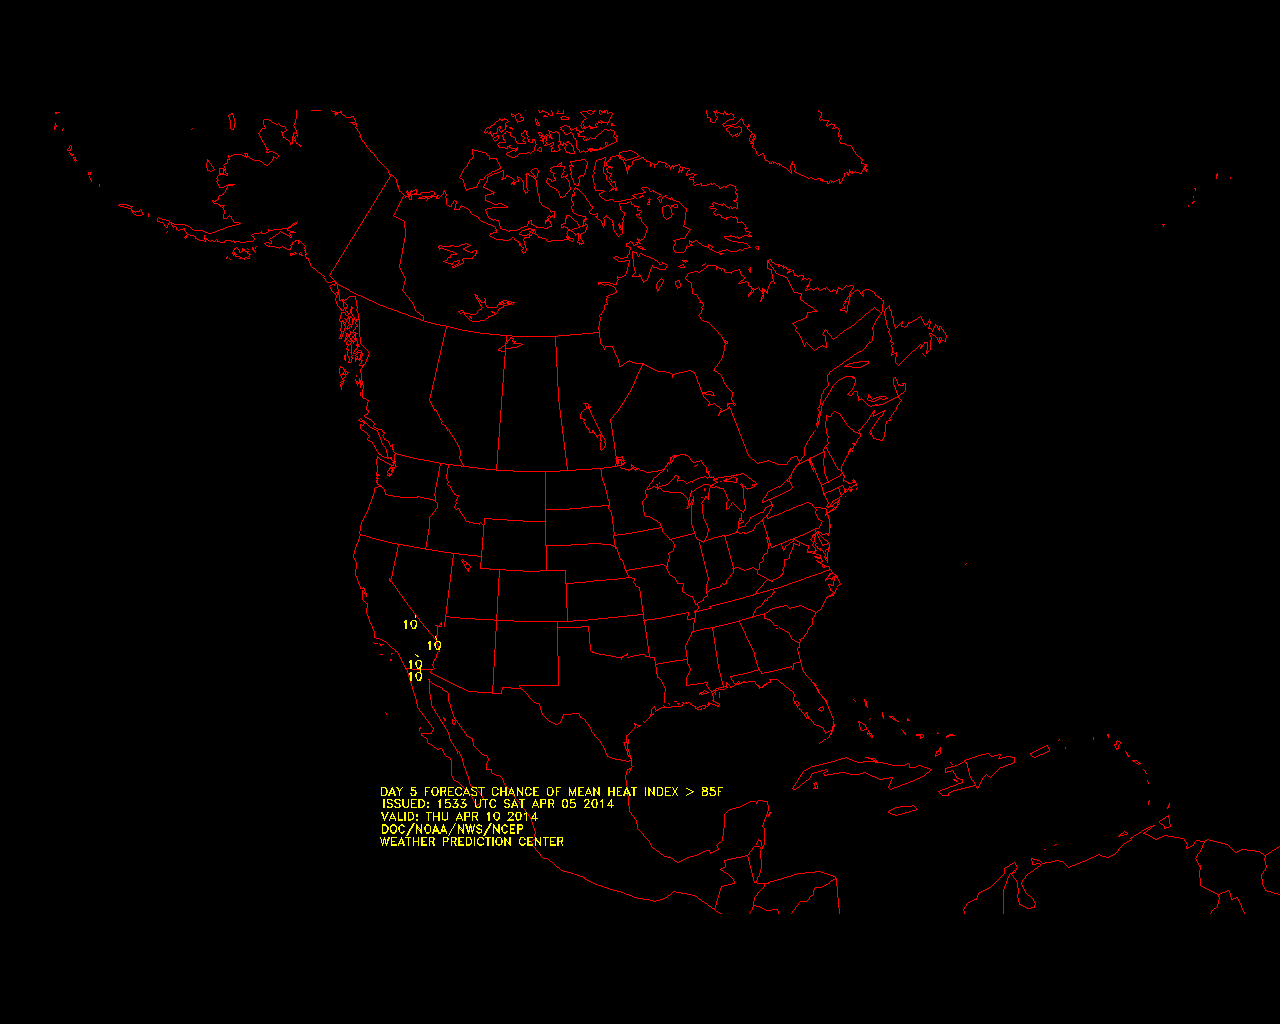 10
10
10
10
DAY 5 FORECAST CHANCE OF MEAN HEAT INDEX > 85F
ISSUED: 1533 UTC SAT APR 05 2014
VALID: THU APR 10 2014
DOC/NOAA/NWS/NCEP
WEATHER PREDICTION CENTER